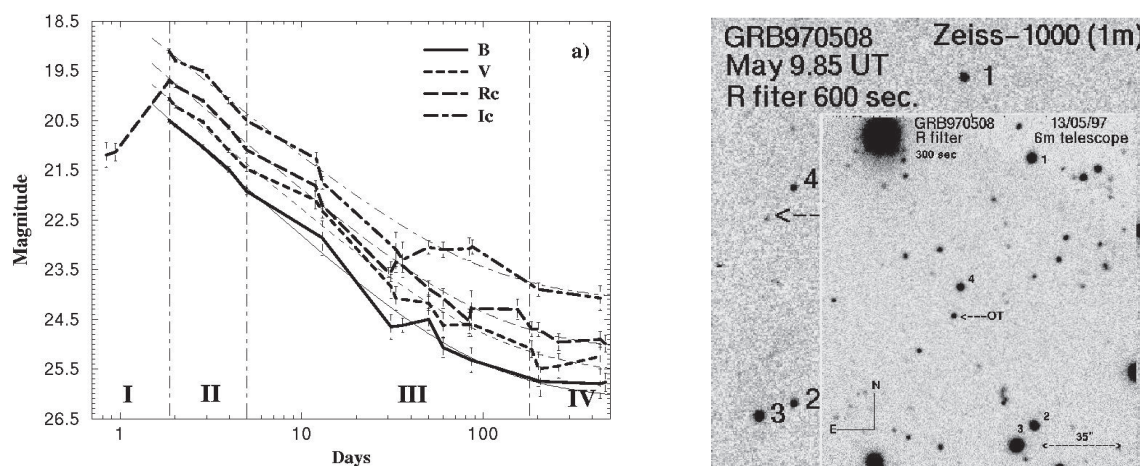 a)
B
V
Rc
Ic
Magnitude
18.5
19.5
20.5
21.5
22.5
23.5
24.5
25.5
26.5
I
II
III
IV
1
10
100
Days
GRB970508
Zeiss-1000 (1m)
May 9.85 UT
R fiter 600 sec.
1
4
3
2
GRB970508
R filter
300 sec
13/05/97
6m telescope
1
4
OT
N
E
2
3
35"